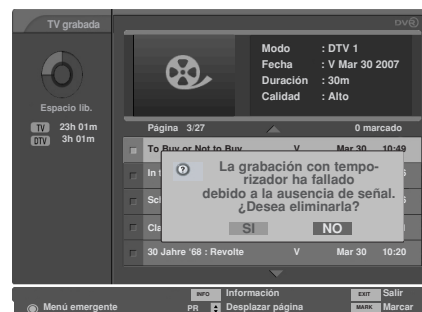 TV grabada
DVR
Modo : DTV 1
Fecha : V Mar 30 2007
Duración : 30m
Calidad : Alto
Espacio lib.
TV 23h 01m
DTV 3h 01m
Página 3/27 0 marcado
To Buy or Not to Buy V Mar 30 10:49
La grabación con tempo-
rizador ha fallado
debido a la ausencia de señal.
¿Desea eliminarla?
SI NO
30 Jahre '68 : Revolte V Mar 30 10:20
INFO Información EXIT Salir
Menú emergente PR Desplazar página MARK Marcar